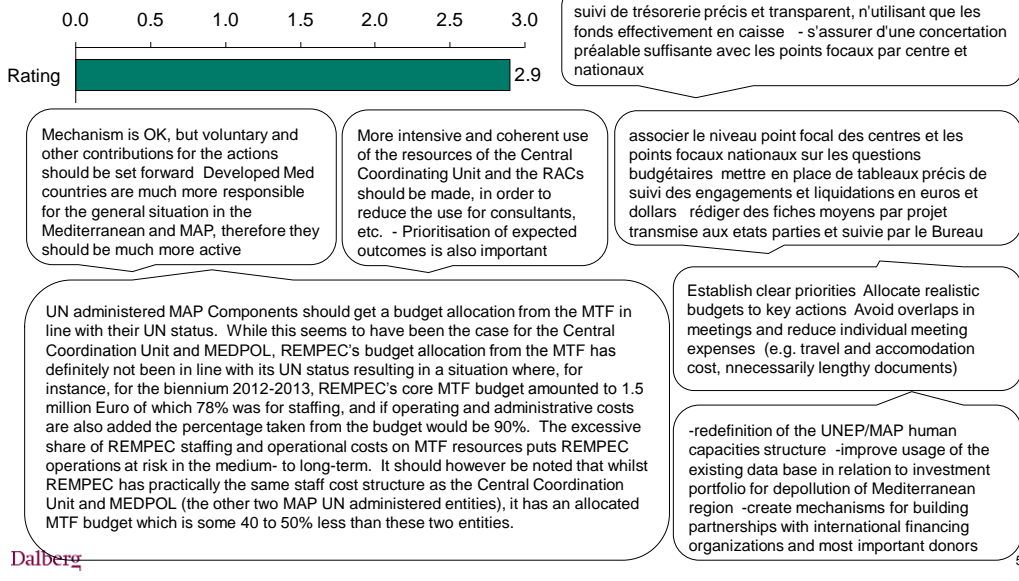 0.0 0.5 1.0 1.5 2.0 2.5 3.0
Rating
2.9
suivi de trésorerie précis et transparent, n'utilisant que les
fonds effectivement en caisse - s'assurer d'une concertation
préalable suffisante avec les points focaux par centre et
nationaux
Mechanism is OK, but voluntary and
other contributions for the actions
should be set forward Developed Med
countries are much more responsible
for the general situation in the
Mediterranean and MAP, therefore they
should be much more active
More intensive and coherent use
of the resources of the Central
Coordinating Unit and the RACs
should be made, in order to
reduce the use for consultants,
etc. - Prioritisation of expected
outcomes is also important
associer le niveau point focal des centres et les
points focaux nationaux sur les questions
budgétaires mettre en place de tableaux précis de
suivi des engagements et liquidations en euros et
dollars rédiger des fiches moyens par projet
transmise aux etats parties et suivie par le Bureau
UN administered MAP Components should get a budget allocation from the MTF in
line with their UN status. While this seems to have been the case for the Central
Coordination Unit and MEDPOL, REMPEC's budget allocation from the MTF has
definitely not been in line with its UN status resulting in a situation where, for
instance, for the biennium 2012-2013, REMPEC's core MTF budget amounted to 1.5
million Euro of which 78% was for staffing, and if operating and administrative costs
are also added the percentage taken from the budget would be 90%. The excessive
share of REMPEC staffing and operational costs on MTF resources puts REMPEC
operations at risk in the medium- to long-term. It should however be noted that whilst
REMPEC has practically the same staff cost structure as the Central Coordination
Unit and MEDPOL (the other two MAP UN administered entities), it has an allocated
MTF budget which is some 40 to 50% less than these two entities.
Establish clear priorities Allocate realistic
budgets to key actions Avoid overlaps in
meetings and reduce individual meeting
expenses (e.g. travel and accomodation
cost, nnecessarily lengthy documents)
-redefinition of the UNEP/MAP human
capacities structure -improve usage of the
existing data base in relation to investment
portfolio for depollution of Mediterranean
region -create mechanisms for building
partnerships with international financing
organizations and most important donors
Dalberg